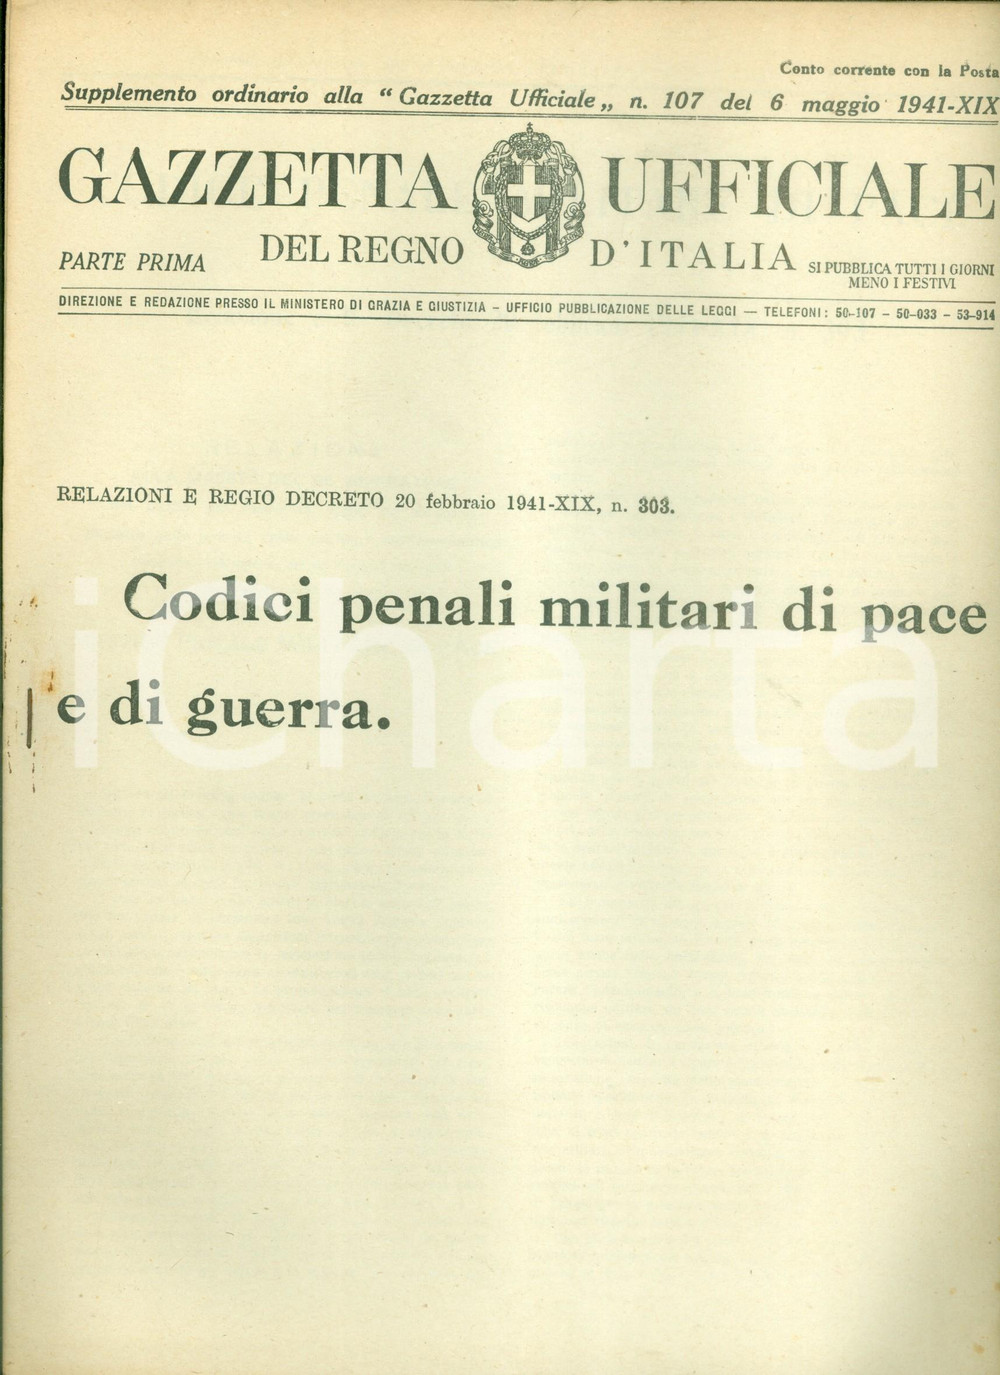 Conto corrente con la Posta
Supplemento ordinario alla “ Gazzetta Ufficiale „ n. 107 del 6 maggio 1941-XIX
GAZZETTA UFFICIALE
DEL REGNO D'ITALIA
PARTE PRIMA
SI PUBBLICA TUTTI I GIORNI
MENO I FESTIVI
DIREZIONE E REDAZIONE PRESSO IL MINISTERO DI GRAZIA E GIUSTIZIA – UFFICIO PUBBLICAZIONE DELLE LEGGI — TELEFONI: 50-107 – 50-033 – 53-914
RELAZIONI E REGIO DECRETO 20 febbraio 1941-XIX, n. 303.
Codici penali militari di pace
e di guerra.
iCharta